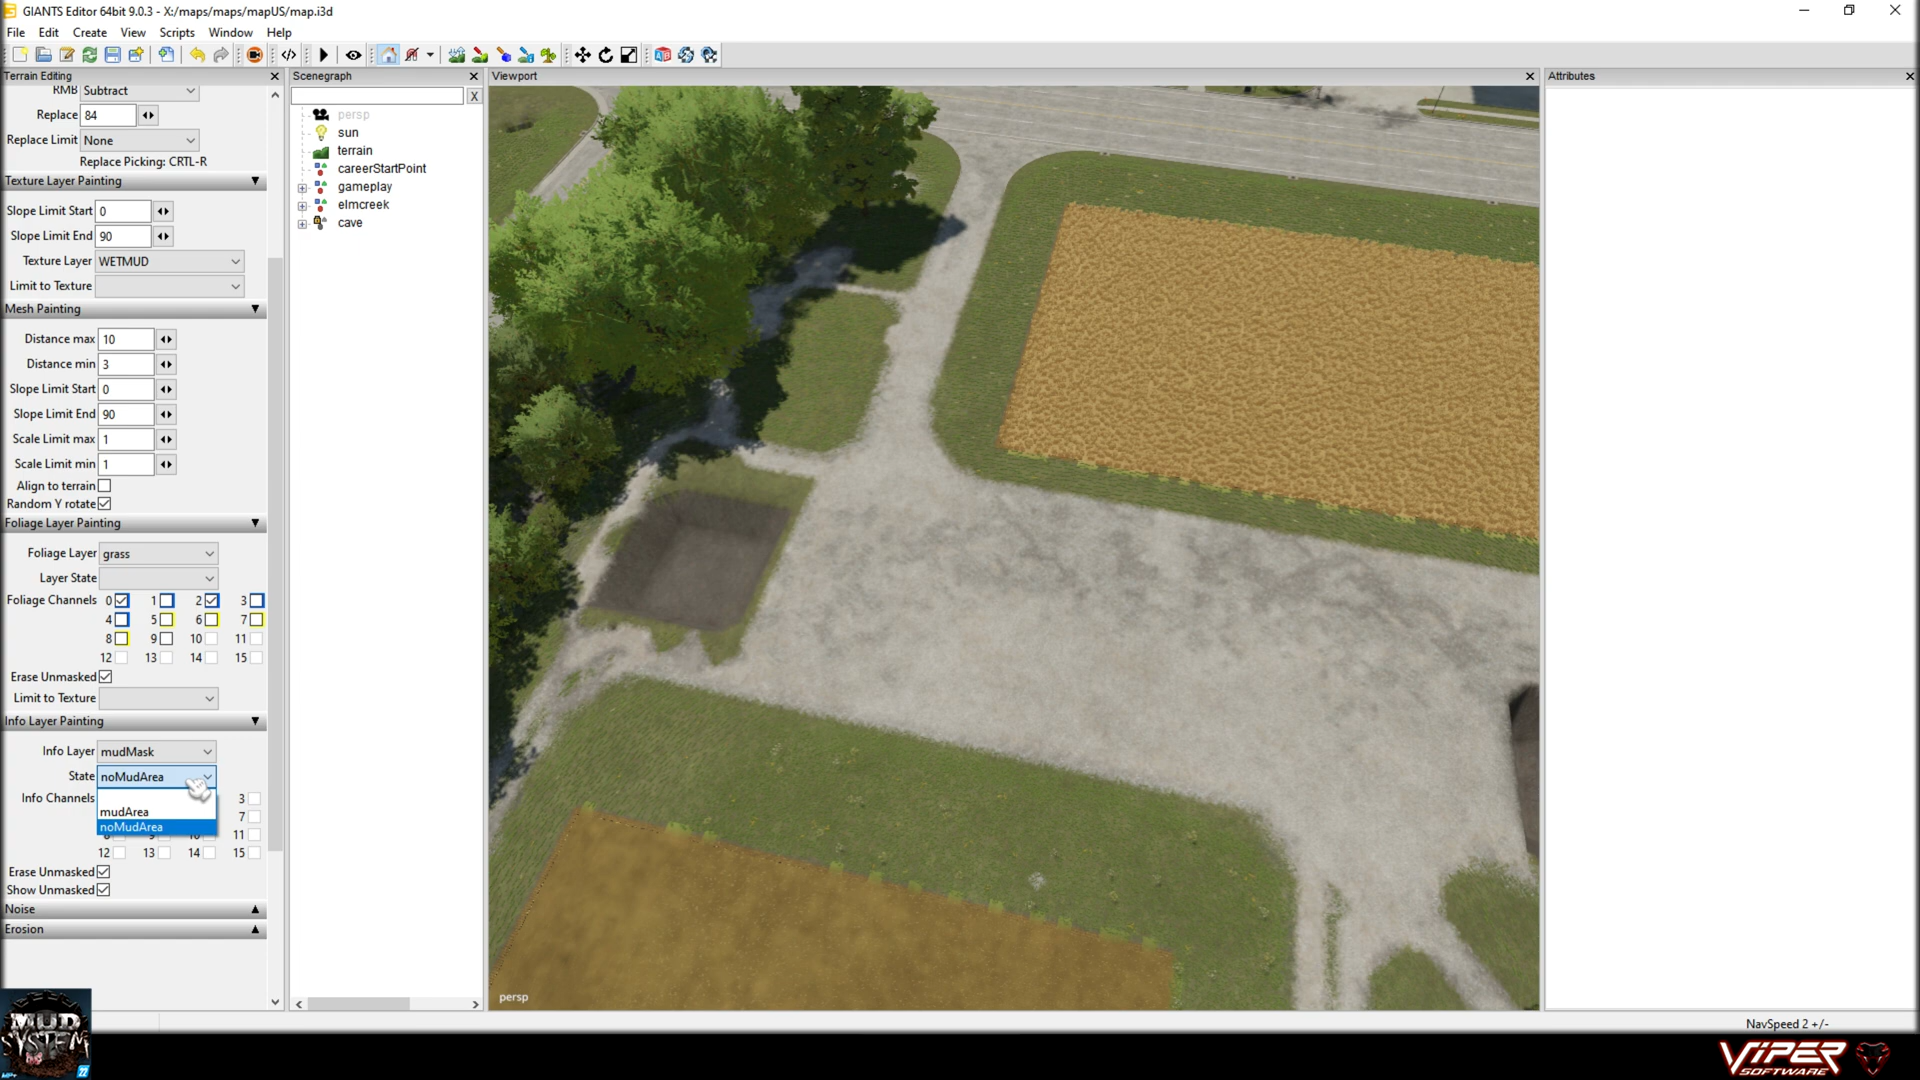 GIANTS Editor 64bit 9.0.3 - X:/maps/maps/mapUS/map.i3d
File Edit Create View Scripts Window Help
Terrain Editing
Scenegraph
Viewport
Attributes
RMB Subtract
Replace 84
Replace Limit None
Replace Picking: CRTL-R
Texture Layer Painting
Slope Limit Start 0
Slope Limit End 90
Texture Layer WETMUD
Limit to Texture
Mesh Painting
Distance max 10
Distance min 3
Slope Limit Start 0
Slope Limit End 90
Scale Limit max 1
Scale Limit min 1
Align to terrain
Random Y rotate
Foliage Layer Painting
Foliage Layer grass
Layer State
Foliage Channels 0 1 2 3
4 5 6 7
8 9 10 11
12 13 14 15
Erase Unmasked
Limit to Texture
Info Layer Painting
Info Layer mudMask
State noMudArea
Info Channels 3
mudArea 7
noMudArea
8 9 10 11
12 13 14 15
Erase Unmasked
Show Unmasked
Noise
Erosion
X
persp
sun
terrain
careerStartPoint
gameplay
elmcreek
cave
persp
NavSpeed 2 +/-
MUD
SYSTEM
22
VIPER
SOFTWARE